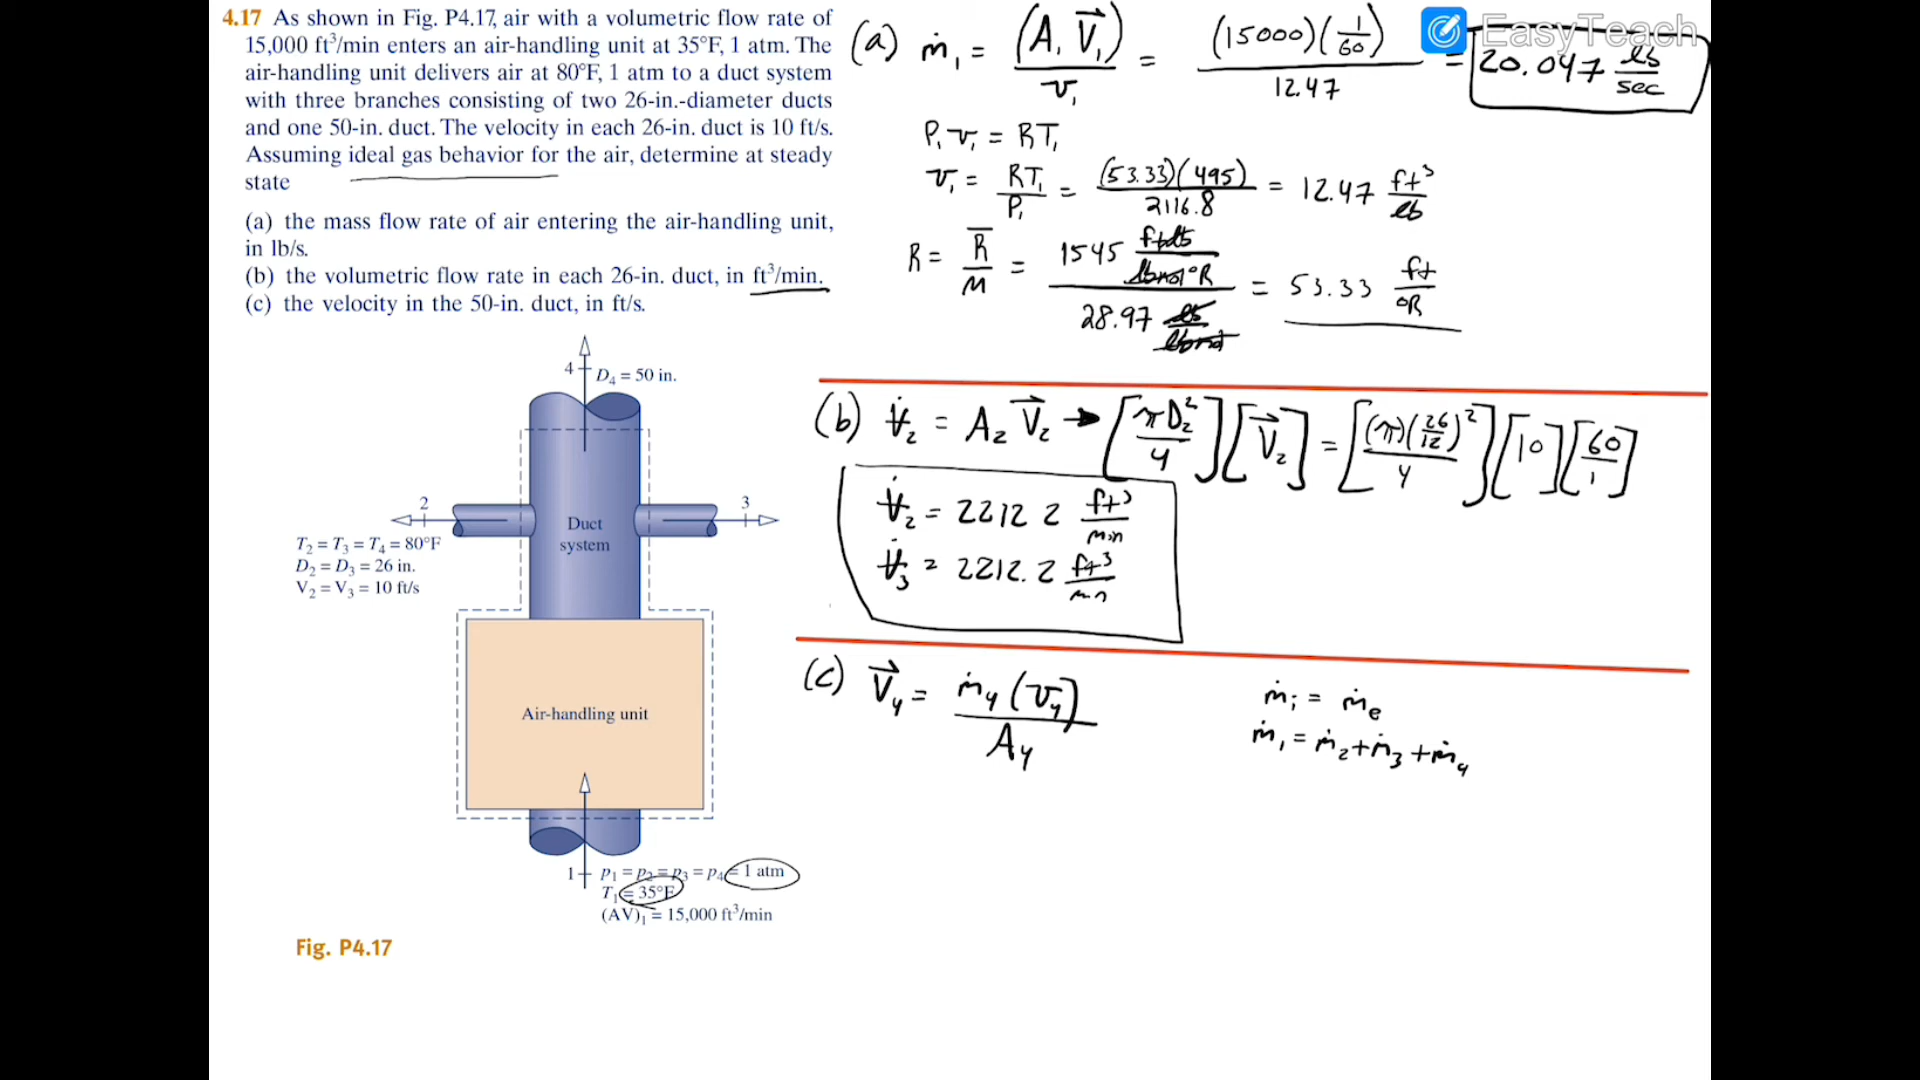 4.17 As shown in Fig. P4.17, air with a volumetric flow rate of
15,000 ft³/min enters an air-handling unit at 35°F, 1 atm. The
air-handling unit delivers air at 80°F, 1 atm to a duct system
with three branches consisting of two 26-in.-diameter ducts
and one 50-in. duct. The velocity in each 26-in. duct is 10 ft/s.
Assuming ideal gas behavior for the air, determine at steady
state
(a) the mass flow rate of air entering the air-handling unit,
in lb/s.
(b) the volumetric flow rate in each 26-in. duct, in ft³/min.
(c) the velocity in the 50-in. duct, in ft/s.
4
D₄ = 50 in.
2
3
Duct
system
T₂ = T₃ = T₄ = 80°F
D₂ = D₃ = 26 in.
V₂ = V₃ = 10 ft/s
Air-handling unit
1
p₁ = p₂ = p₃ = p₄ = 1 atm
T₁ = 35°F
(AV)₁ = 15,000 ft³/min
Fig. P4.17
EasyTeach
(a) ṁ₁ = (A₁ V⃗₁) / v₁ = (15000)(1/60) / 12.47 = 20.047 lb/sec
P₁ v₁ = RT₁
v₁ = RT₁ / P₁ = (53.33)(495) / 2116.8 = 12.47 ft³/lb
R = R̅ / M = 1545 ft·lb/lbmol°R / 28.97 lb/lbmol = 53.33 ft/°R
(b) V̇₂ = A₂ V⃗₂ → [πD₂²/4][V⃗₂] = [(π)(26/12)²/4][10][60/1]
V̇₂ = 2212 2 ft³/min
V̇₃ = 2212.2 ft³/min
(c) V⃗₄ = ṁ₄ (v₄) / A₄
ṁᵢ = ṁₑ
ṁ₁ = ṁ₂ + ṁ₃ + ṁ₄